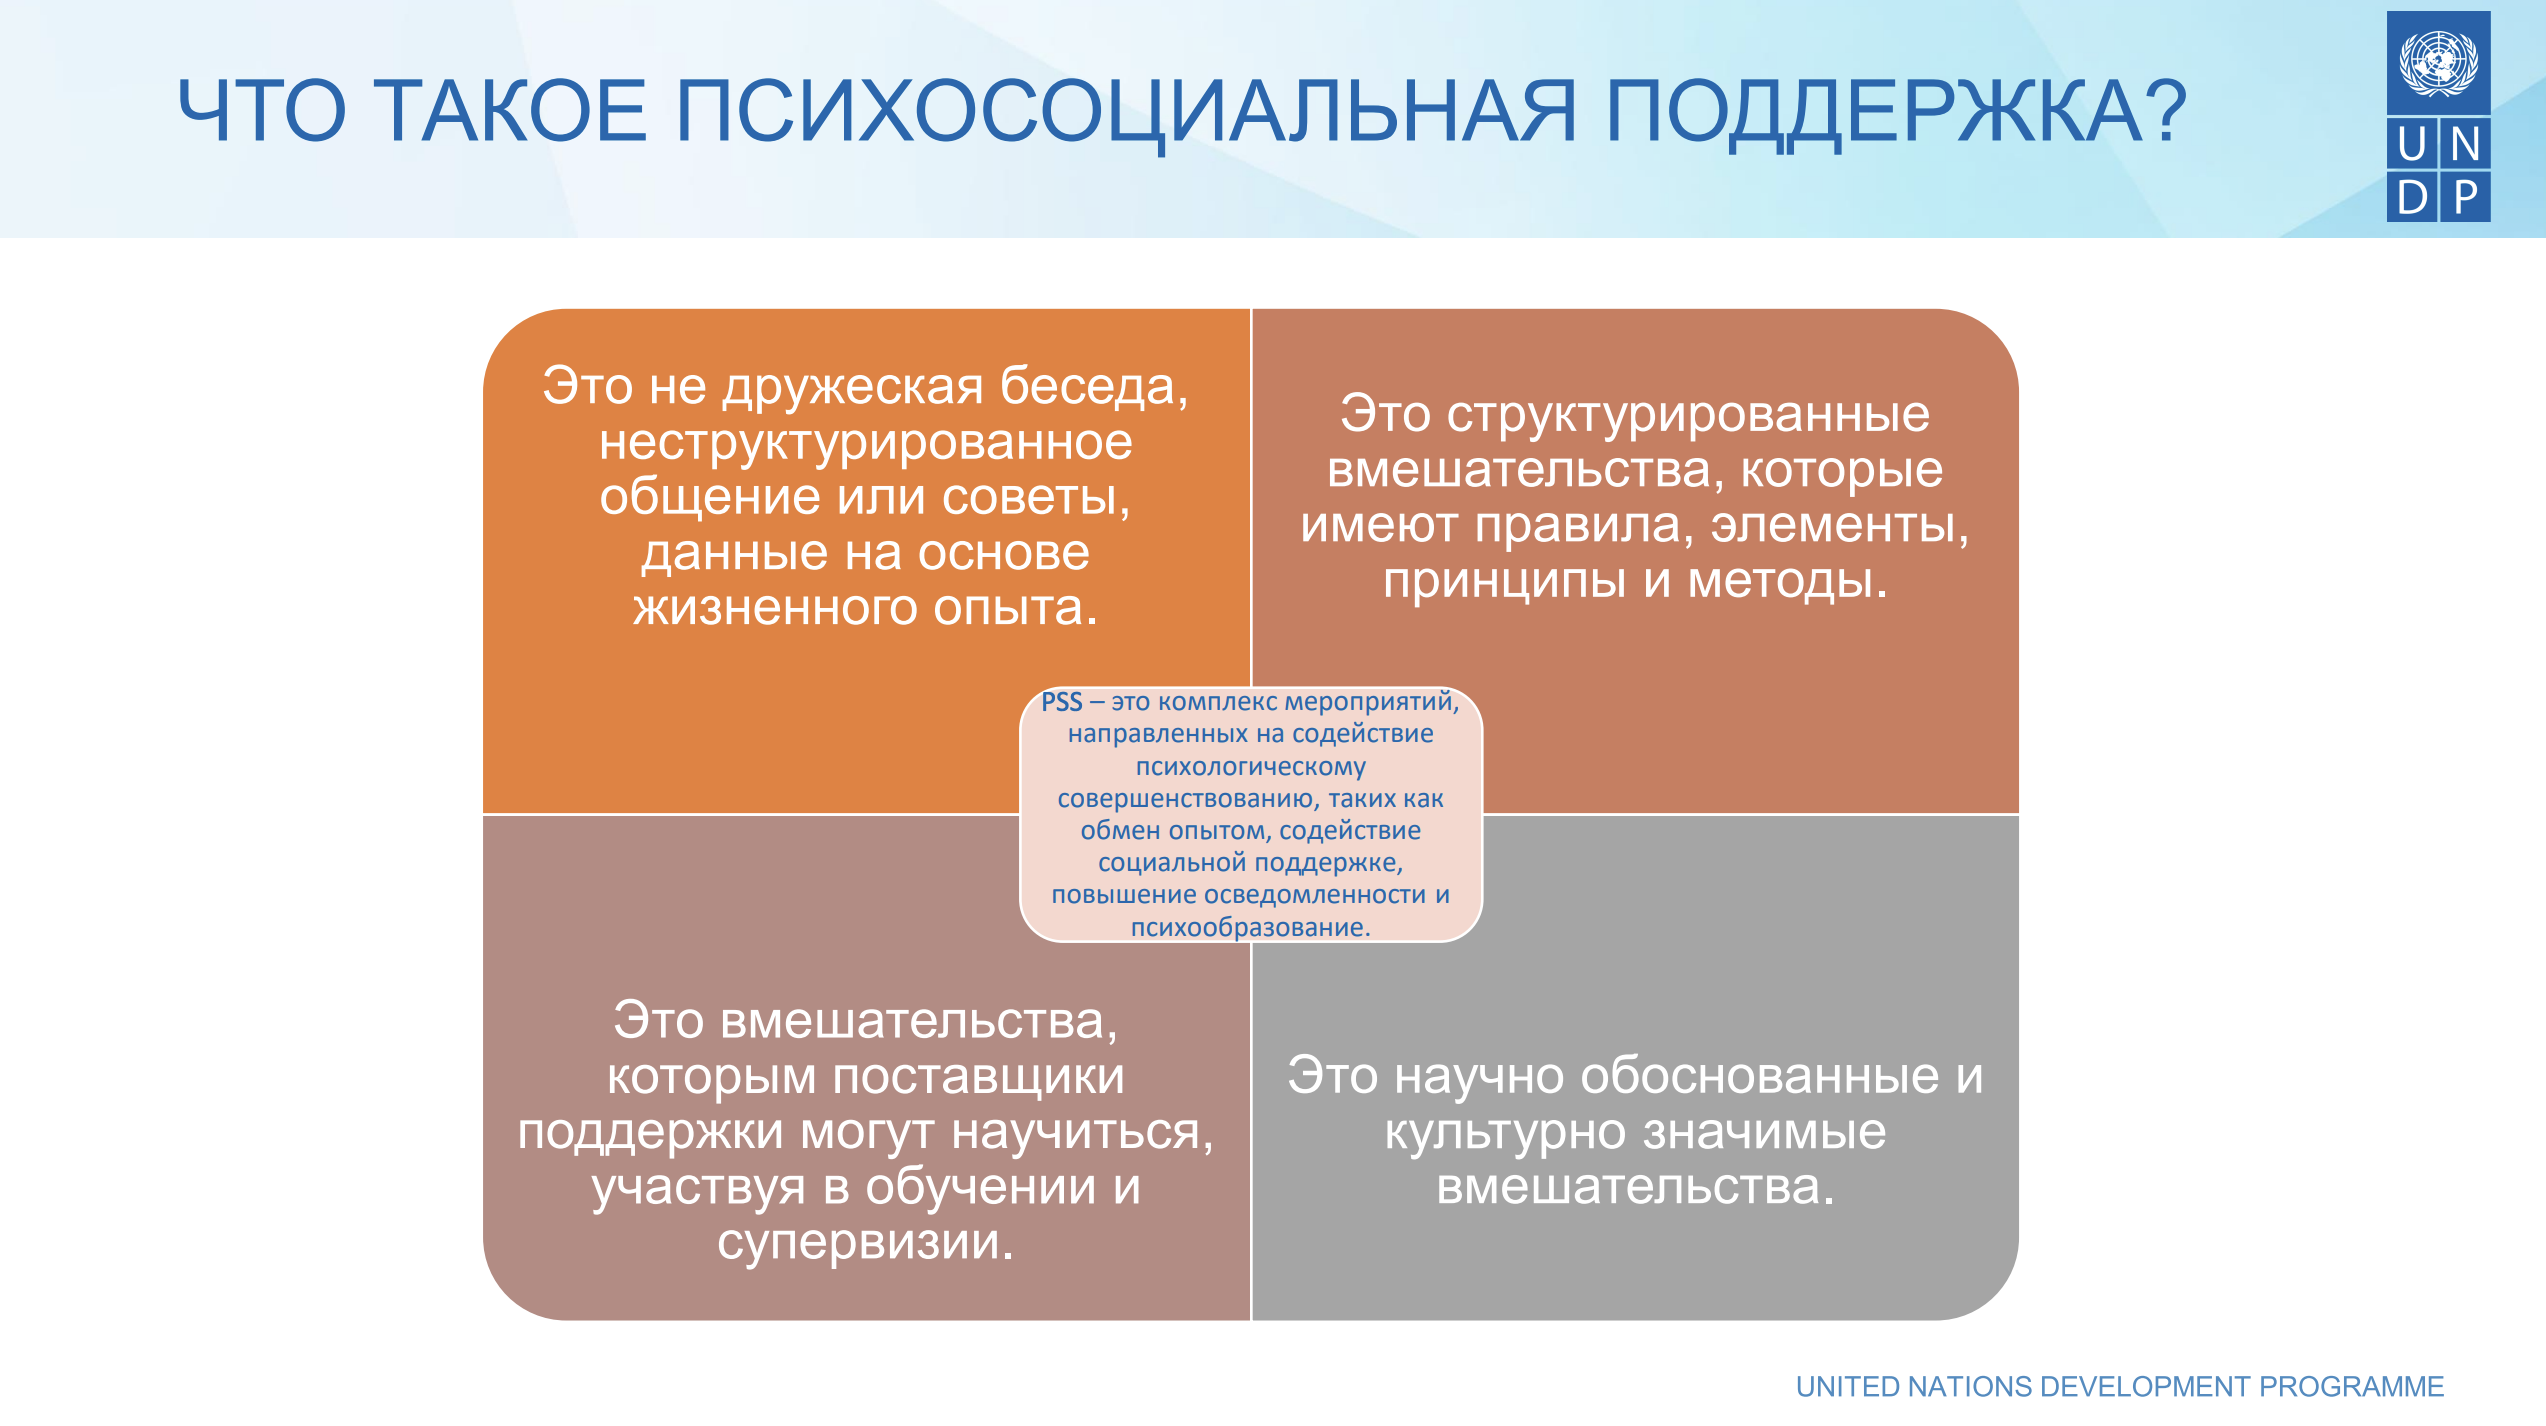 ЧТО ТАКОЕ ПСИХОСОЦИАЛЬНАЯ ПОДДЕРЖКА?
U N
D P
Это не дружеская беседа,
неструктурированное
общение или советы,
данные на основе
жизненного опыта.
Это структурированные
вмешательства, которые
имеют правила, элементы,
принципы и методы.
PSS – это комплекс мероприятий,
направленных на содействие
психологическому
совершенствованию, таких как
обмен опытом, содействие
социальной поддержке,
повышение осведомленности и
психообразование.
Это вмешательства,
которым поставщики
поддержки могут научиться,
участвуя в обучении и
супервизии.
Это научно обоснованные и
культурно значимые
вмешательства.
UNITED NATIONS DEVELOPMENT PROGRAMME